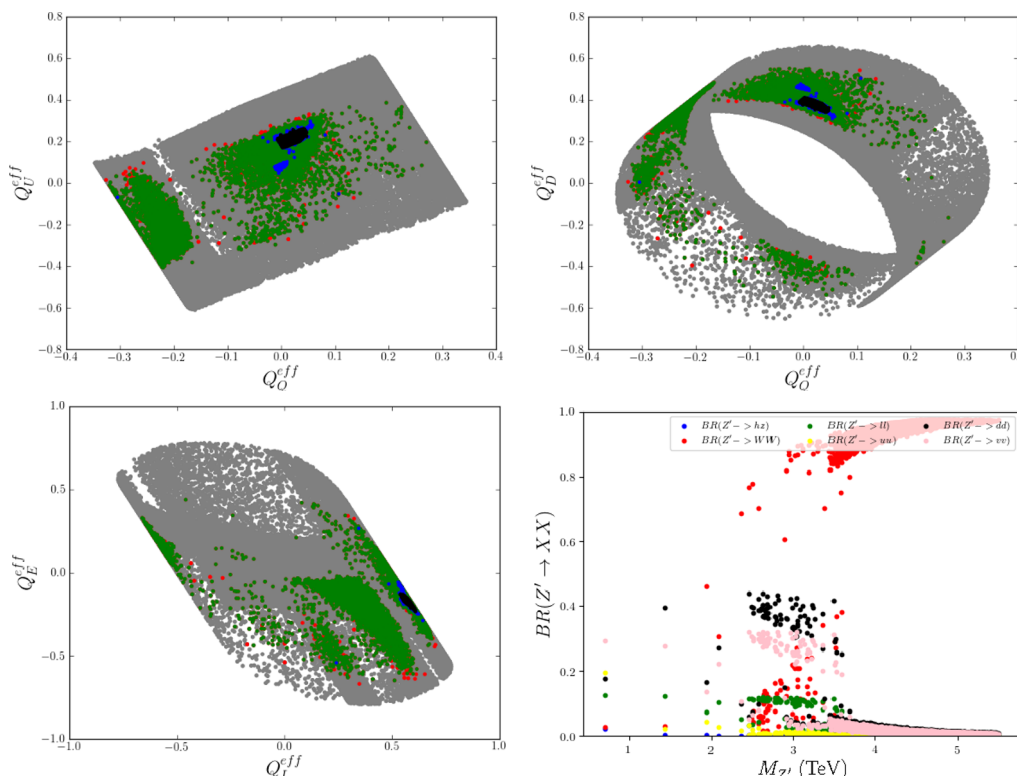 0.8
0.6
0.4
0.2
0.0
−0.2
−0.4
−0.6
−0.8
Q_U^{eff}
−0.4 −0.3 −0.2 −0.1 0.0 0.1 0.2 0.3 0.4
Q_Q^{eff}
0.8
0.6
0.4
0.2
0.0
−0.2
−0.4
−0.6
−0.8
Q_D^{eff}
−0.4 −0.3 −0.2 −0.1 0.0 0.1 0.2 0.3 0.4
Q_Q^{eff}
1.0
0.5
0.0
−0.5
−1.0
Q_E^{eff}
−1.0 −0.5 0.0 0.5 1.0
Q_L^{eff}
1.0
0.8
0.6
0.4
0.2
0.0
BR(Z′ → XX)
BR(Z′−>hz) BR(Z′−>ll) BR(Z′−>dd)
BR(Z′−>WW) BR(Z′−>uu) BR(Z′−>vv)
1 2 3 4 5
M_{Z′} (TeV)